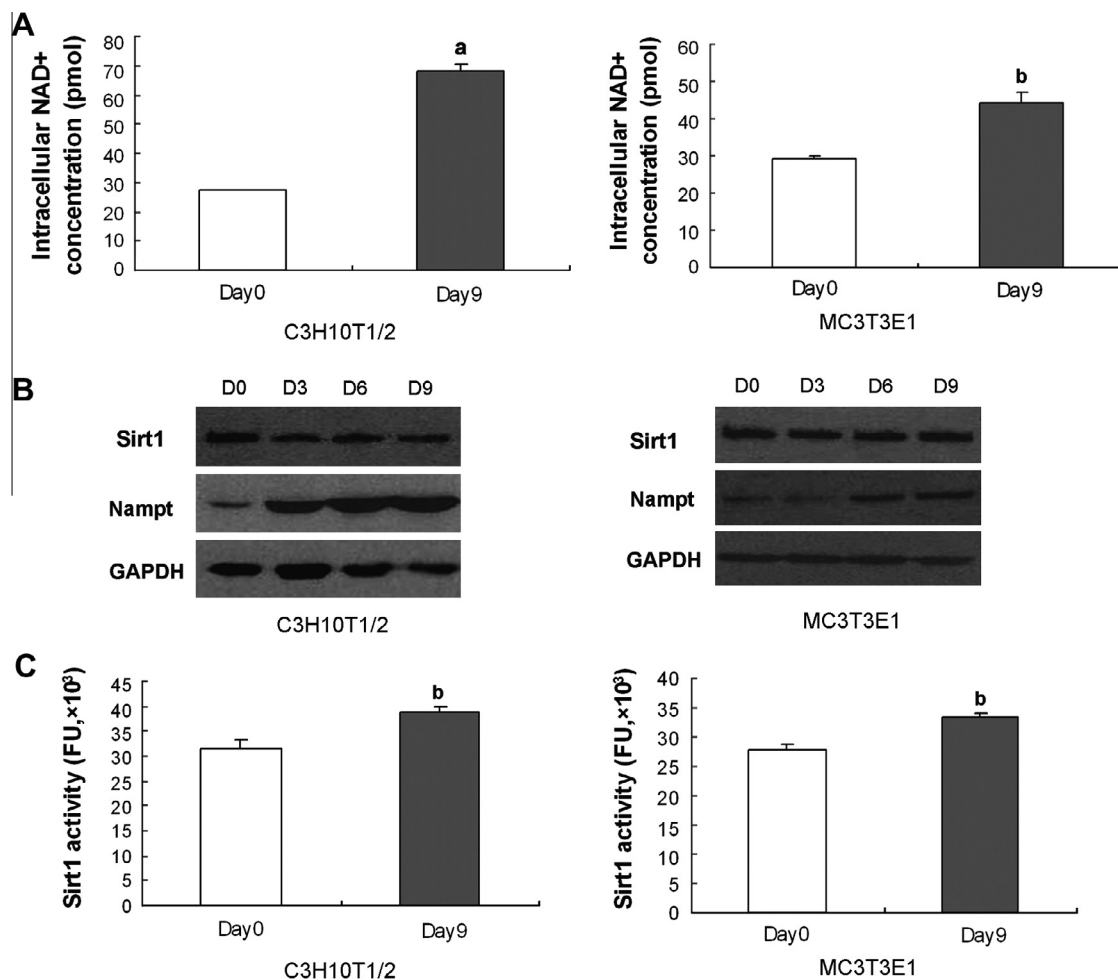 A
Intracellular NAD+
concentration (pmol)
80
70
60
50
40
30
20
10
0
a
Day0
Day9
C3H10T1/2
Intracellular NAD+
concentration (pmol)
60
50
40
30
20
10
0
b
Day0
Day9
MC3T3E1
B
D0 D3 D6 D9
Sirt1
Nampt
GAPDH
C3H10T1/2
D0 D3 D6 D9
Sirt1
Nampt
GAPDH
MC3T3E1
C
Sirt1 activity (FU,×10³)
45
40
35
30
25
20
15
10
5
0
b
Day0
Day9
C3H10T1/2
Sirt1 activity (FU,×10³)
40
35
30
25
20
15
10
5
0
b
Day0
Day9
MC3T3E1